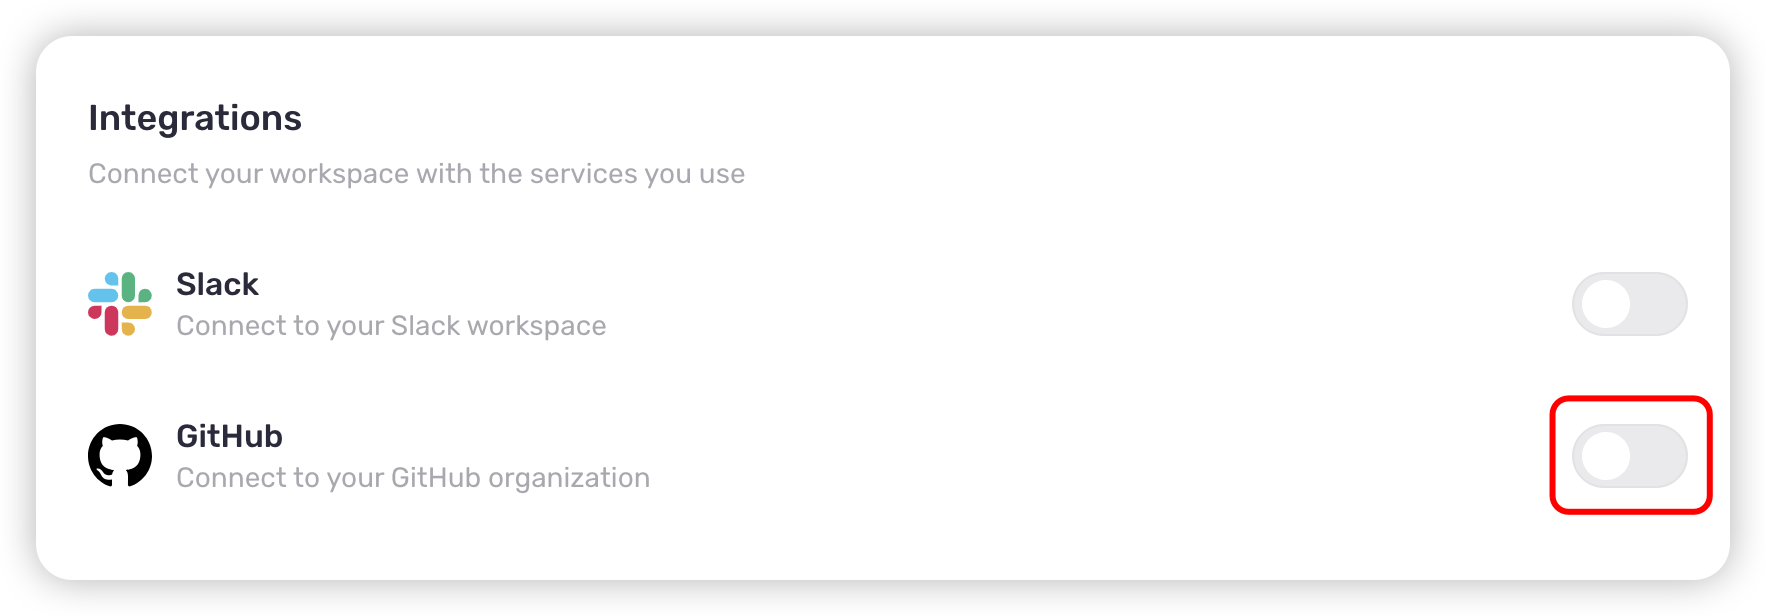 Integrations
Connect your workspace with the services you use
Slack
Connect to your Slack workspace
GitHub
Connect to your GitHub organization